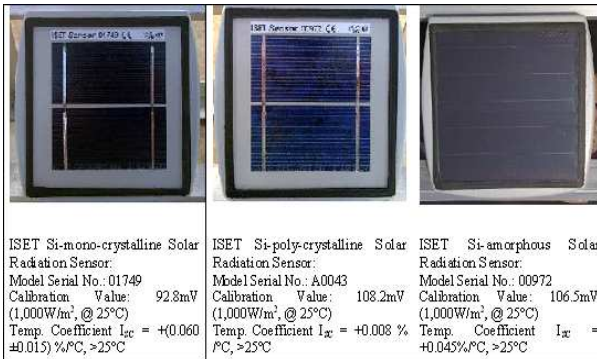 ISET Sensor 01749 CE
ISET Sensor 00972 CE
ISET Si-mono-crystalline Solar
Radiation Sensor:
Model Serial No.: 01749
Calibration Value: 92.8mV
(1,000W/m², @ 25°C)
Temp. Coefficient Isc = +(0.060
±0.015) %/°C, >25°C
ISET Si-poly-crystalline Solar
Radiation Sensor:
Model Serial No.: A0043
Calibration Value: 108.2mV
(1,000W/m², @ 25°C)
Temp. Coefficient Isc = +0.008 %
/°C, >25°C
ISET Si-amorphous Solar
Radiation Sensor:
Model Serial No.: 00972
Calibration Value: 106.5mV
(1,000W/m², @ 25°C)
Temp. Coefficient Isc =
+0.045%/°C, >25°C